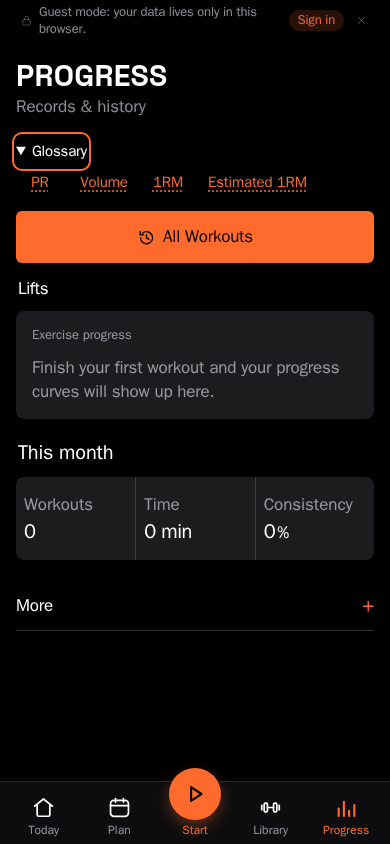 Guest mode: your data lives only in this
browser.
Sign in
PROGRESS
Records & history
Glossary
PR Volume 1RM Estimated 1RM
All Workouts
Lifts
Exercise progress
Finish your first workout and your progress
curves will show up here.
This month
Workouts Time Consistency
0 0 min 0%
More +
Today Plan Start Library Progress